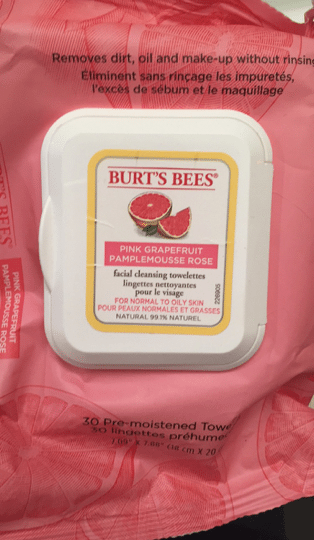 Removes dirt, oil and make-up without rinsing
Éliminent sans rinçage les impuretés,
l'excès de sébum et le maquillage
BURT'S BEES®
PINK GRAPEFRUIT
PAMPLEMOUSSE ROSE
facial cleansing towelettes
lingettes nettoyantes
pour le visage
FOR NORMAL TO OILY SKIN
POUR PEAUX NORMALES ET GRASSES
NATURAL 99.1% NATUREL
BEES
PINK GRAPEFRUIT
PAMPLEMOUSSE ROSE
30 Pre-moistened Towe
30 lingettes préhume
X 20